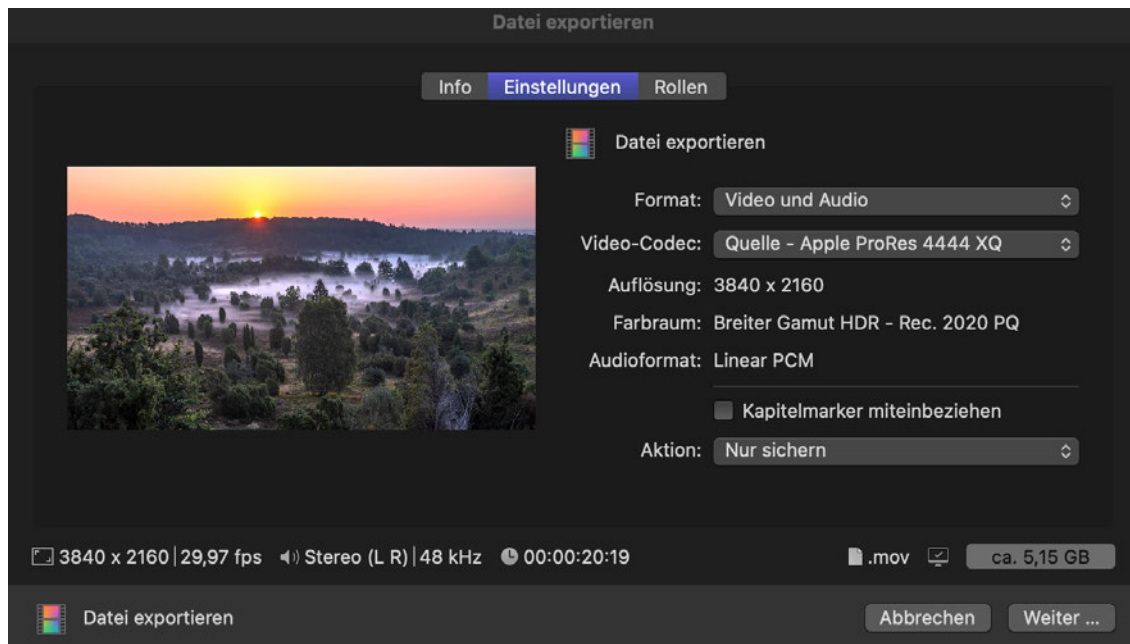 Datei exportieren
Info Einstellungen Rollen
Datei exportieren
Format: Video und Audio
Video-Codec: Quelle - Apple ProRes 4444 XQ
Auflösung: 3840 x 2160
Farbraum: Breiter Gamut HDR - Rec. 2020 PQ
Audioformat: Linear PCM
Kapitelmarker miteinbeziehen
Aktion: Nur sichern
3840 x 2160 | 29,97 fps Stereo (L R) | 48 kHz 00:00:20:19 .mov ca. 5,15 GB
Datei exportieren Abbrechen Weiter ...